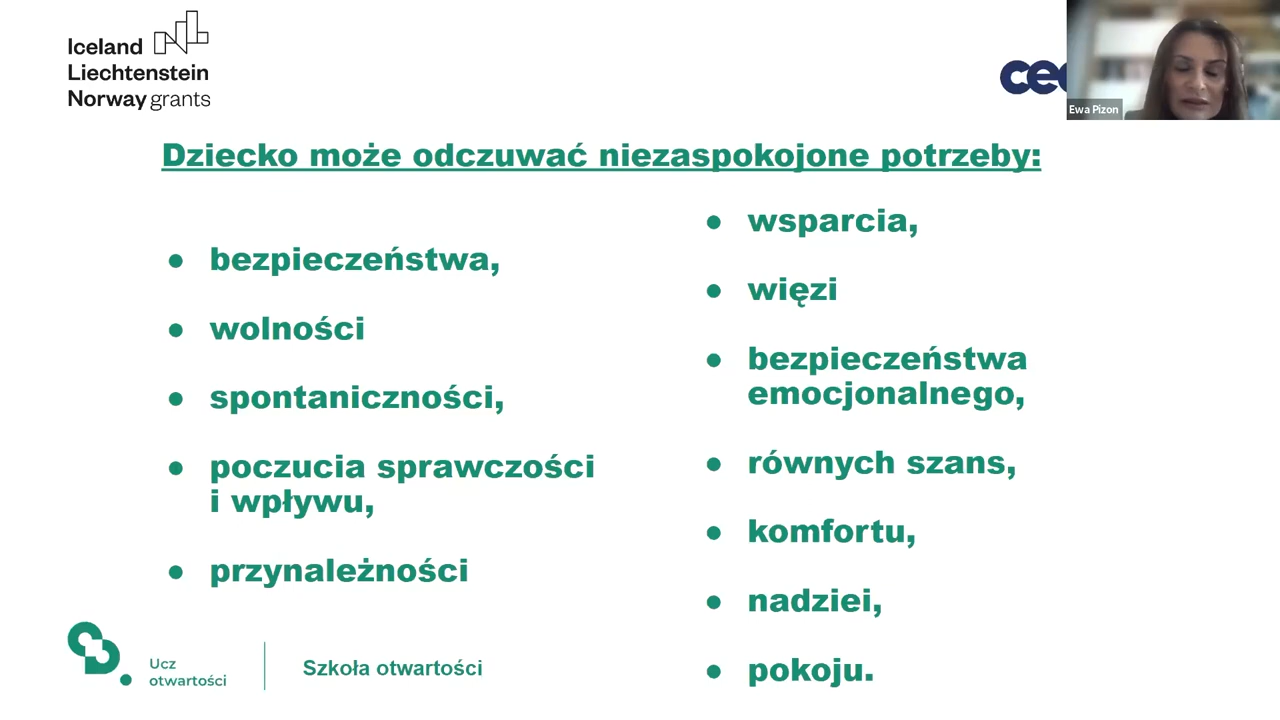 Iceland
Liechtenstein
Norway grants
Ewa Pizon
Dziecko może odczuwać niezaspokojone potrzeby:
● bezpieczeństwa,
● wolności
● spontaniczności,
● poczucia sprawczości
i wpływu,
● przynależności
● wsparcia,
● więzi
● bezpieczeństwa
emocjonalnego,
● równych szans,
● komfortu,
● nadziei,
● pokoju.
Ucz
otwartości
Szkoła otwartości